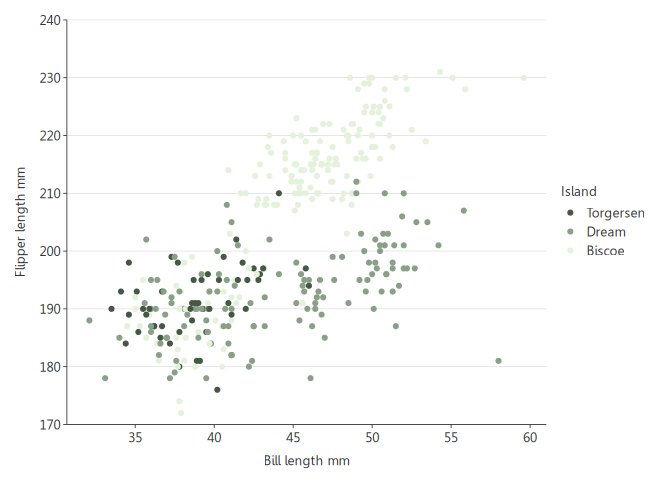 240
230
220
210
200
190
180
170
35
40
45
50
55
60
Flipper length mm
Bill length mm
Island
Torgersen
Dream
Biscoe